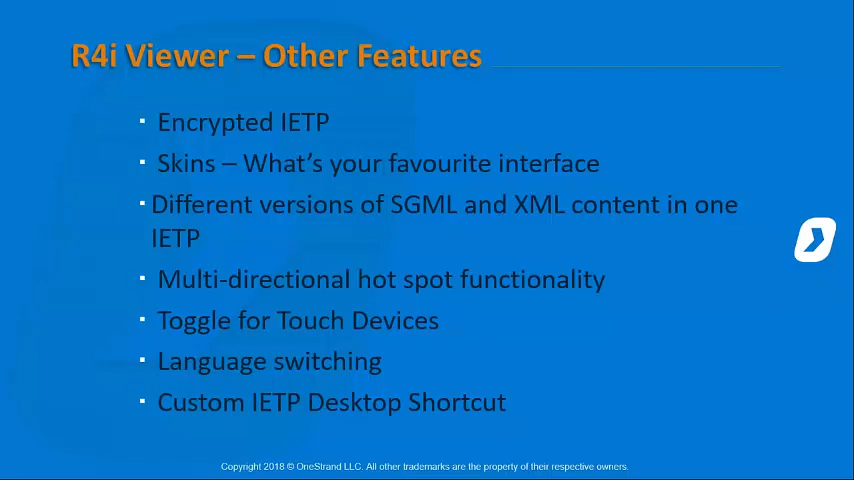 R4i Viewer – Other Features
▪ Encrypted IETP
▪ Skins – What's your favourite interface
▪ Different versions of SGML and XML content in one
IETP
▪ Multi-directional hot spot functionality
▪ Toggle for Touch Devices
▪ Language switching
▪ Custom IETP Desktop Shortcut
Copyright 2018 © OneStrand LLC. All other trademarks are the property of their respective owners.